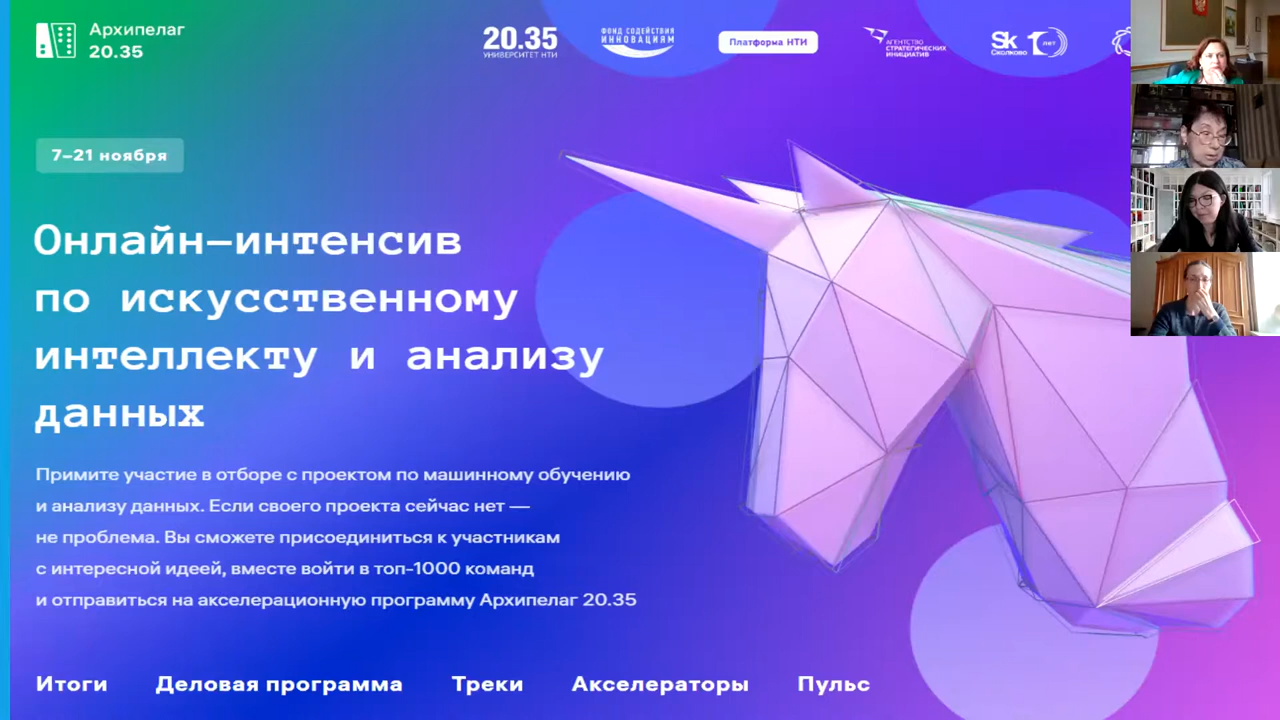 Архипелаг
20.35
20.35
УНИВЕРСИТЕТ НТИ
ФОНД СОДЕЙСТВИЯ
ИННОВАЦИЯМ
Платформа НТИ
АГЕНТСТВО
СТРАТЕГИЧЕСКИХ
ИНИЦИАТИВ
Sk
Сколково
10 лет
7–21 ноября
Онлайн–интенсив
по искусственному
интеллекту и анализу
данных
Примите участие в отборе с проектом по машинному обучению
и анализу данных. Если своего проекта сейчас нет —
не проблема. Вы сможете присоединиться к участникам
с интересной идеей, вместе войти в топ-1000 команд
и отправиться на акселерационную программу Архипелаг 20.35
Итоги Деловая программа Треки Акселераторы Пульс